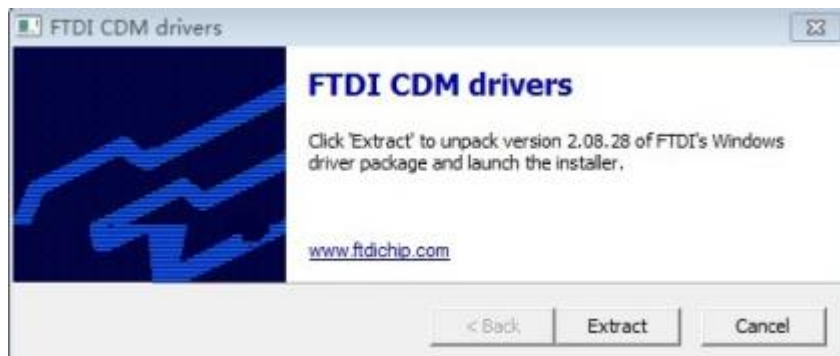 FTDI CDM drivers
FTDI CDM drivers
Click 'Extract' to unpack version 2.08.28 of FTDI's Windows
driver package and launch the installer.
www.ftdichip.com
< Back
Extract
Cancel